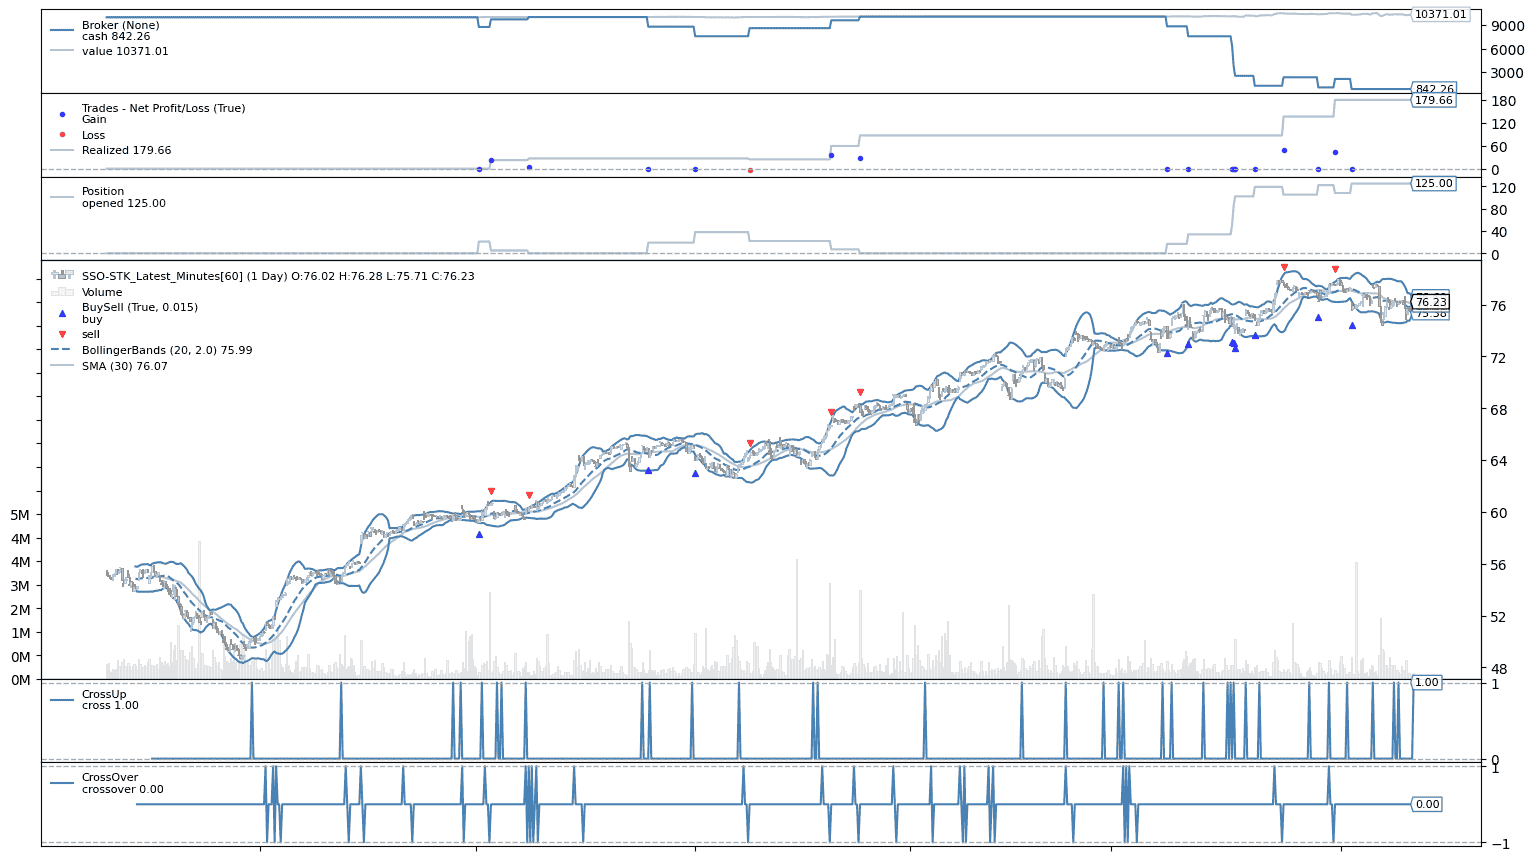 Broker (None)
cash 842.26
value 10371.01
10371.01
9000
6000
3000
842.26
Trades - Net Profit/Loss (True)
Gain
Loss
Realized 179.66
179.66
180
120
60
0
Position
opened 125.00
125.00
120
80
40
0
SSO-STK_Latest_Minutes[60] (1 Day) O:76.02 H:76.28 L:75.71 C:76.23
Volume
BuySell (True, 0.015)
buy
sell
BollingerBands (20, 2.0) 75.99
SMA (30) 76.07
76.23
76
72
68
64
60
56
52
48
5M
4M
4M
3M
2M
1M
0M
0M
CrossUp
cross 1.00
1.00
1
0
CrossOver
crossover 0.00
1
0.00
−1